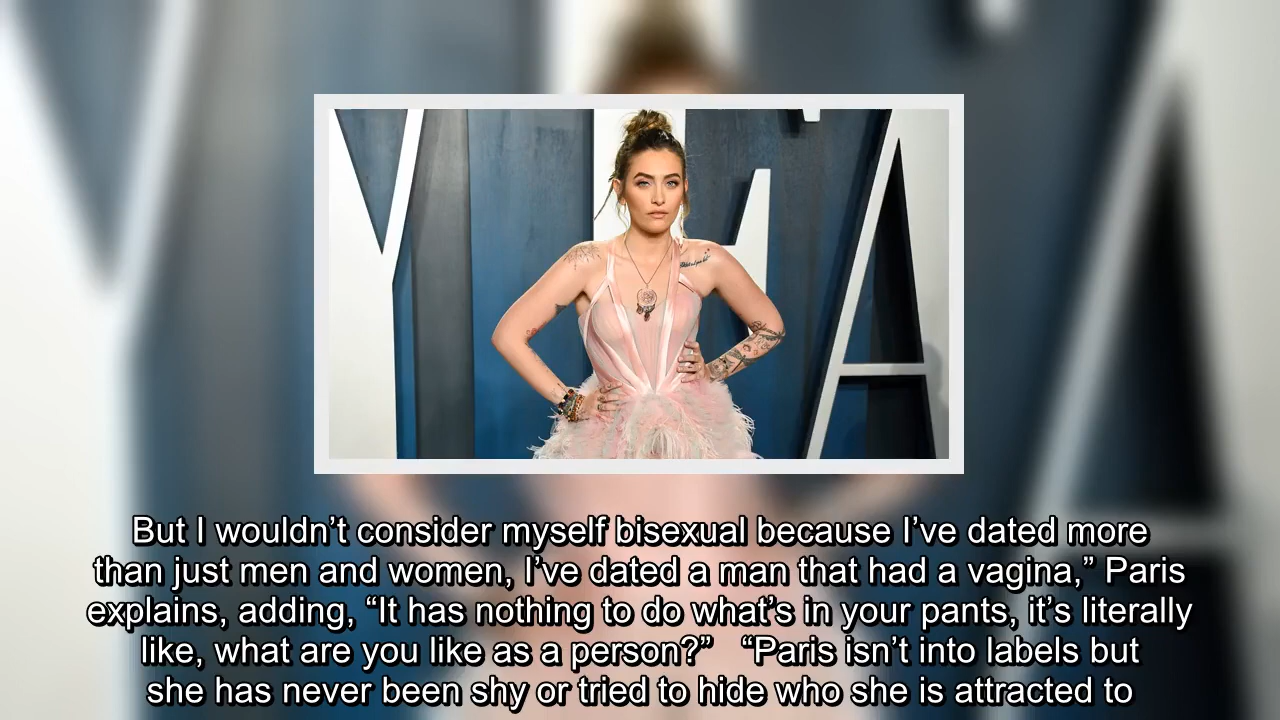 Y F A
But I wouldn’t consider myself bisexual because I’ve dated more
than just men and women, I’ve dated a man that had a vagina,” Paris
explains, adding, “It has nothing to do what’s in your pants, it’s literally
like, what are you like as a person?”   “Paris isn’t into labels but
she has never been shy or tried to hide who she is attracted to